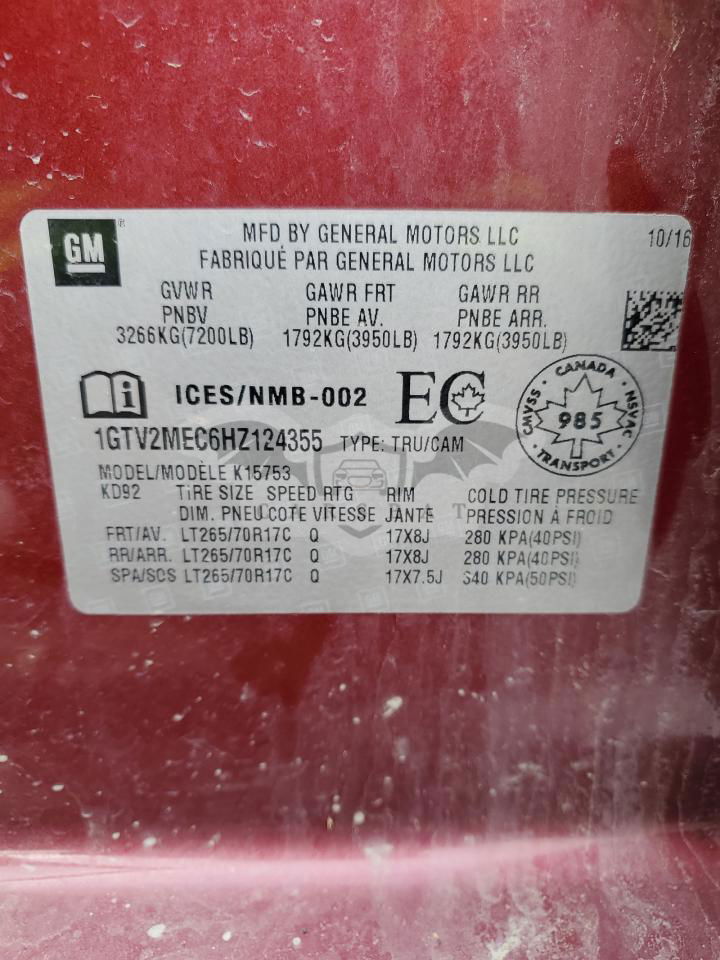 GM
MFD BY GENERAL MOTORS LLC
10/16
FABRIQUÉ PAR GENERAL MOTORS LLC
GVWR GAWR FRT GAWR RR
PNBV PNBE AV. PNBE ARR.
3266KG(7200LB) 1792KG(3950LB) 1792KG(3950LB)
i ICES/NMB-002 EC
CMVSS · CANADA · NSVAC · TRANSPORT ·
985
1GTV2MEC6HZ124355 TYPE: TRU/CAM
MODEL/MODÈLE K15753
KD92 TIRE SIZE SPEED RTG RIM COLD TIRE PRESSURE
DIM. PNEU COTE VITESSE JANTE PRESSION À FROID
FRT/AV. LT265/70R17C Q 17X8J 280 KPA(40PSI)
RR/ARR. LT265/70R17C Q 17X8J 280 KPA(40PSI)
SPA/SCS LT265/70R17C Q 17X7.5J 340 KPA(50PSI)